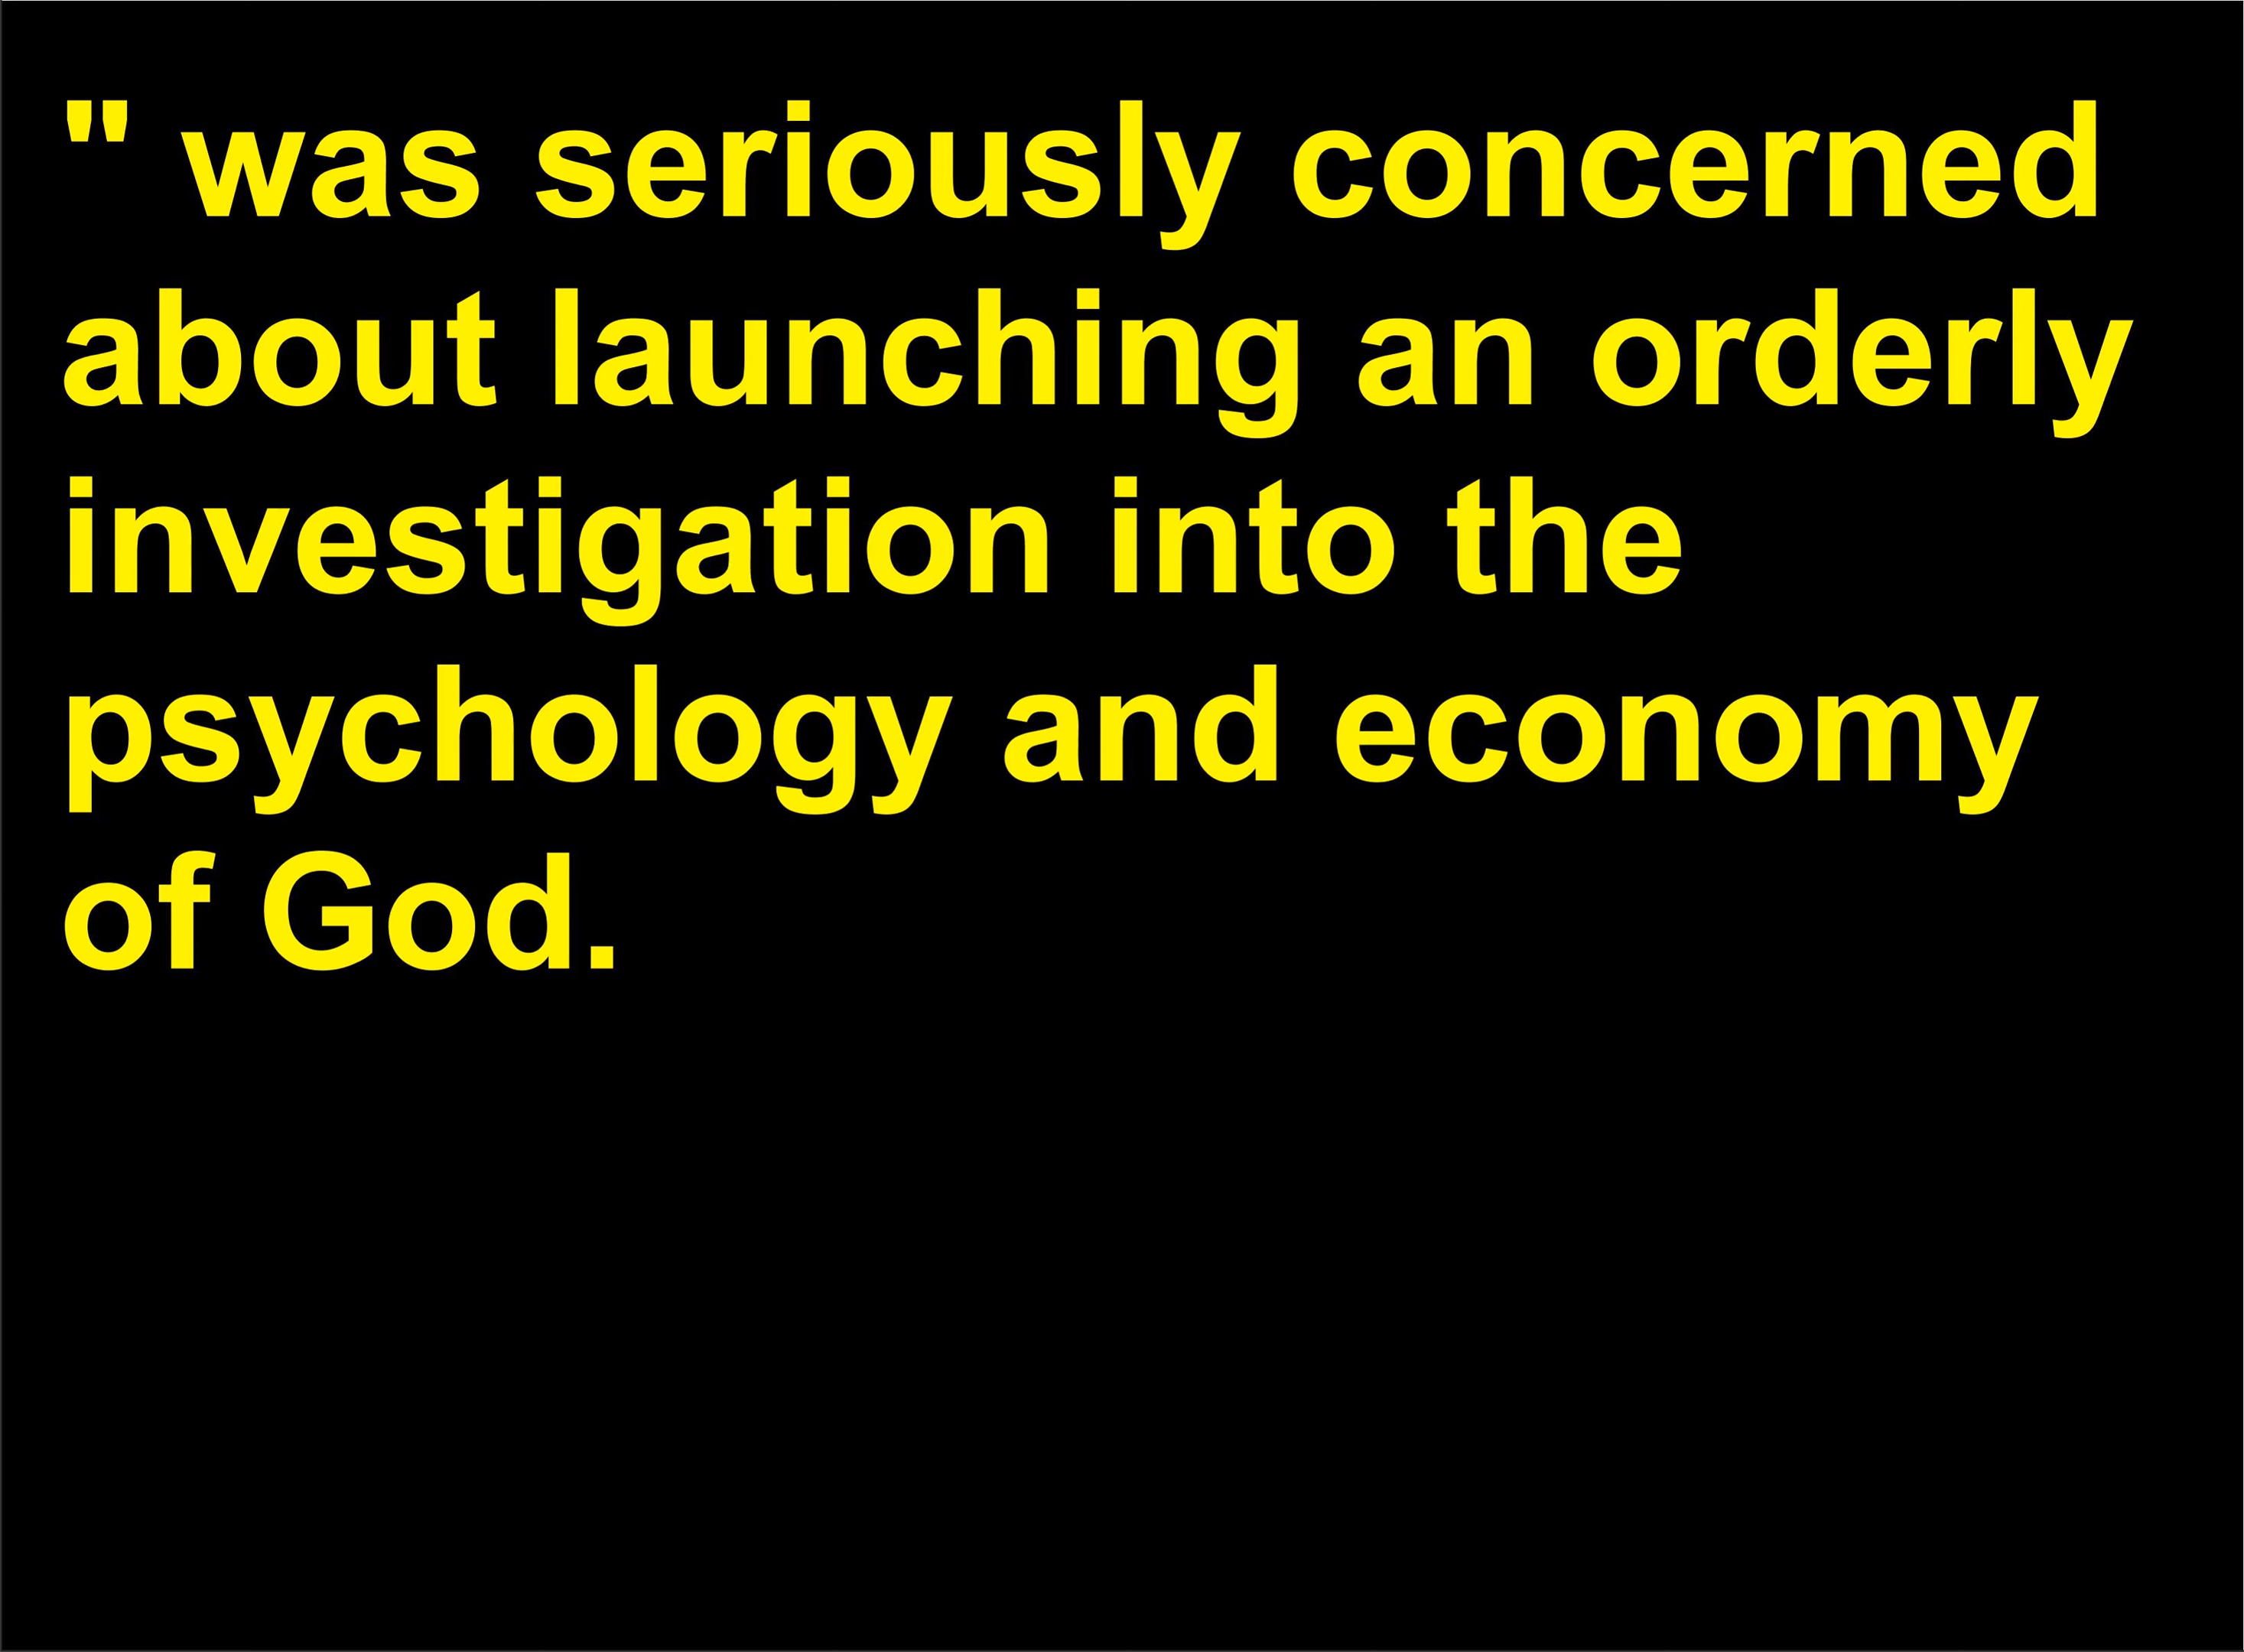 " was seriously concerned
about launching an orderly
investigation into the
psychology and economy
of God.